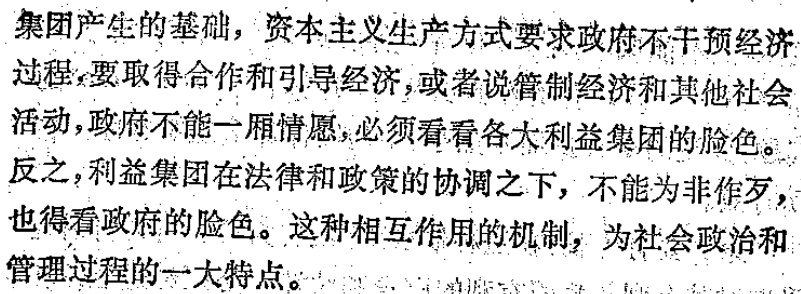 集团产生的基础，资本主义生产方式要求政府不干预经济
过程，要取得合作和引导经济，或者说管制经济和其他社会
活动，政府不能一厢情愿，必须看看各大利益集团的脸色。
反之，利益集团在法律和政策的协调之下，不能为非作歹，
也得看政府的脸色。这种相互作用的机制，为社会政治和
管理过程的一大特点。